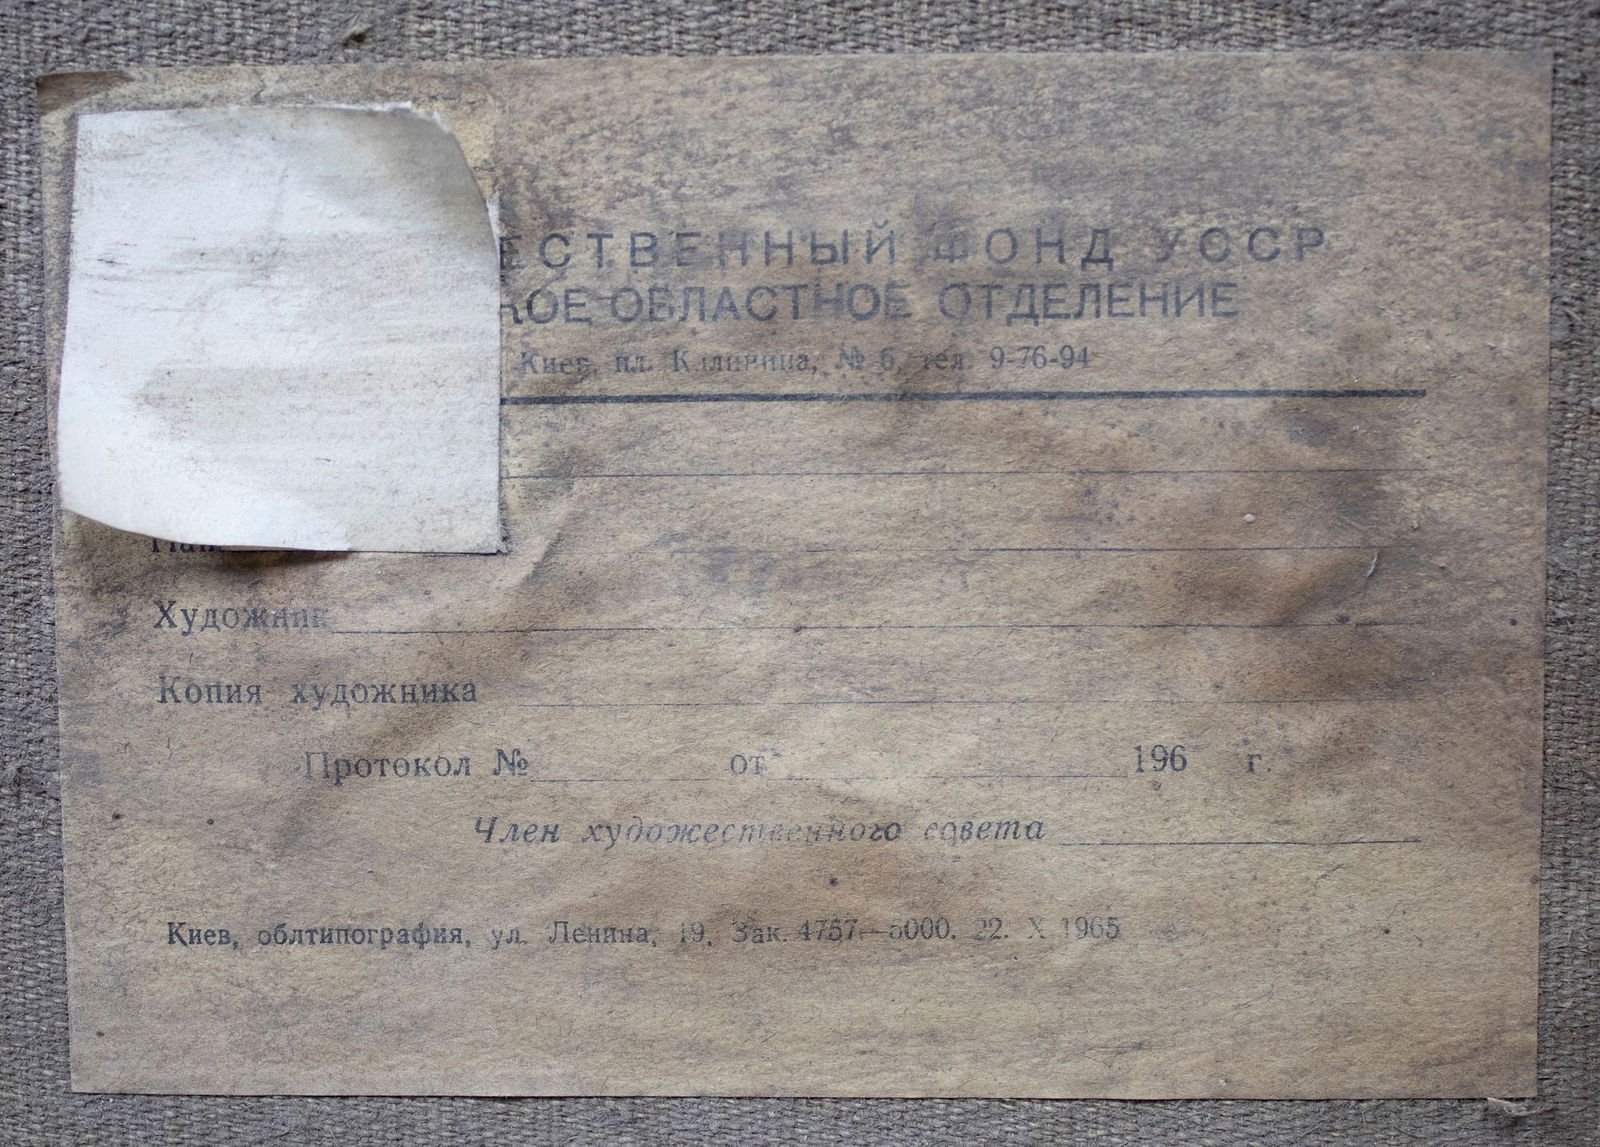 ЕСТВЕННЫЙ ФОНД УССР
КОЕ ОБЛАСТНОЕ ОТДЕЛЕНИЕ
Киев, пл. Калинина, № 6, тел. 9-76-94
Художник
Копия художника
Протокол № от 196 г.
Член художественного совета
Киев, облтипография, ул. Ленина, 19, Зак. 4757—5000. 22. X 1965